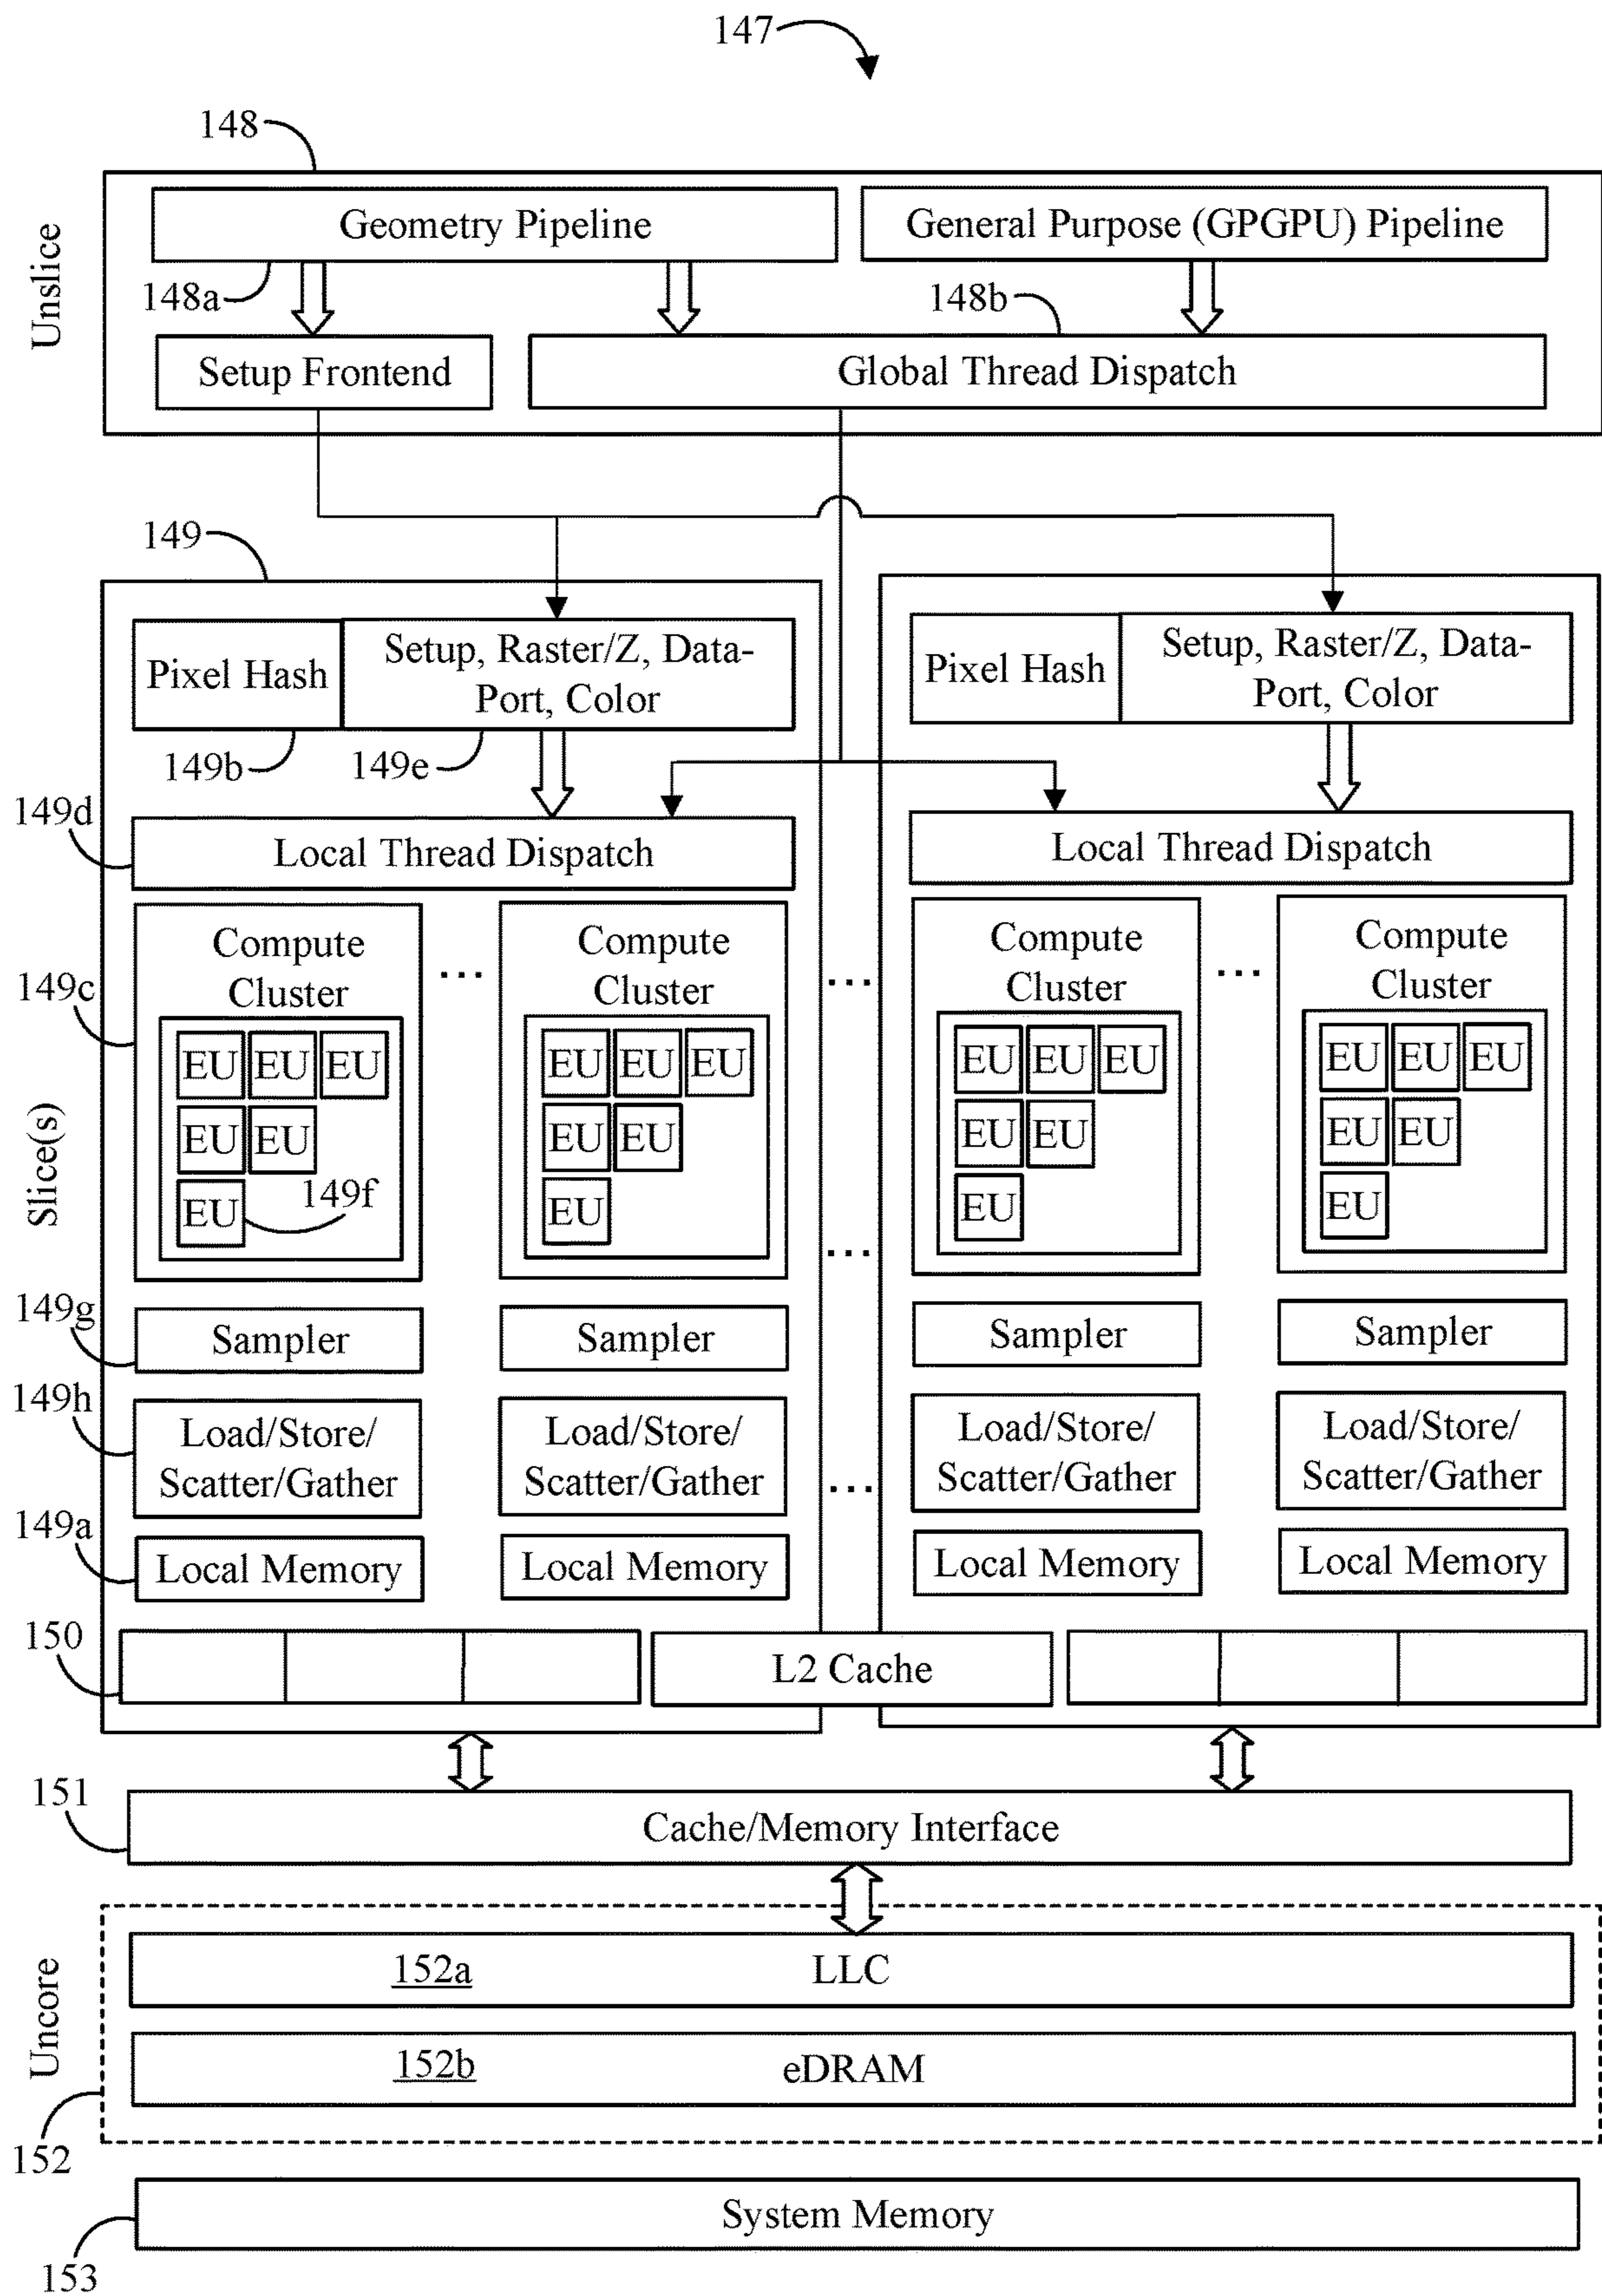 147
148
Unslice
Geometry Pipeline
General Purpose (GPGPU) Pipeline
148a
148b
Setup Frontend
Global Thread Dispatch
149
Pixel Hash
Setup, Raster/Z, Data-
Port, Color
Pixel Hash
Setup, Raster/Z, Data-
Port, Color
149b
149e
149d
Local Thread Dispatch
Local Thread Dispatch
Slice(s)
149c
Compute
Cluster
EU EU EU
EU EU
EU
149f
...
Compute
Cluster
EU EU EU
EU EU
EU
...
Compute
Cluster
EU EU EU
EU EU
EU
...
Compute
Cluster
EU EU EU
EU EU
EU
...
149g
Sampler
Sampler
Sampler
Sampler
149h
Load/Store/
Scatter/Gather
Load/Store/
Scatter/Gather
...
Load/Store/
Scatter/Gather
Load/Store/
Scatter/Gather
149a
Local Memory
Local Memory
Local Memory
Local Memory
150
L2 Cache
151
Cache/Memory Interface
Uncore
152a LLC
152b eDRAM
152
System Memory
153